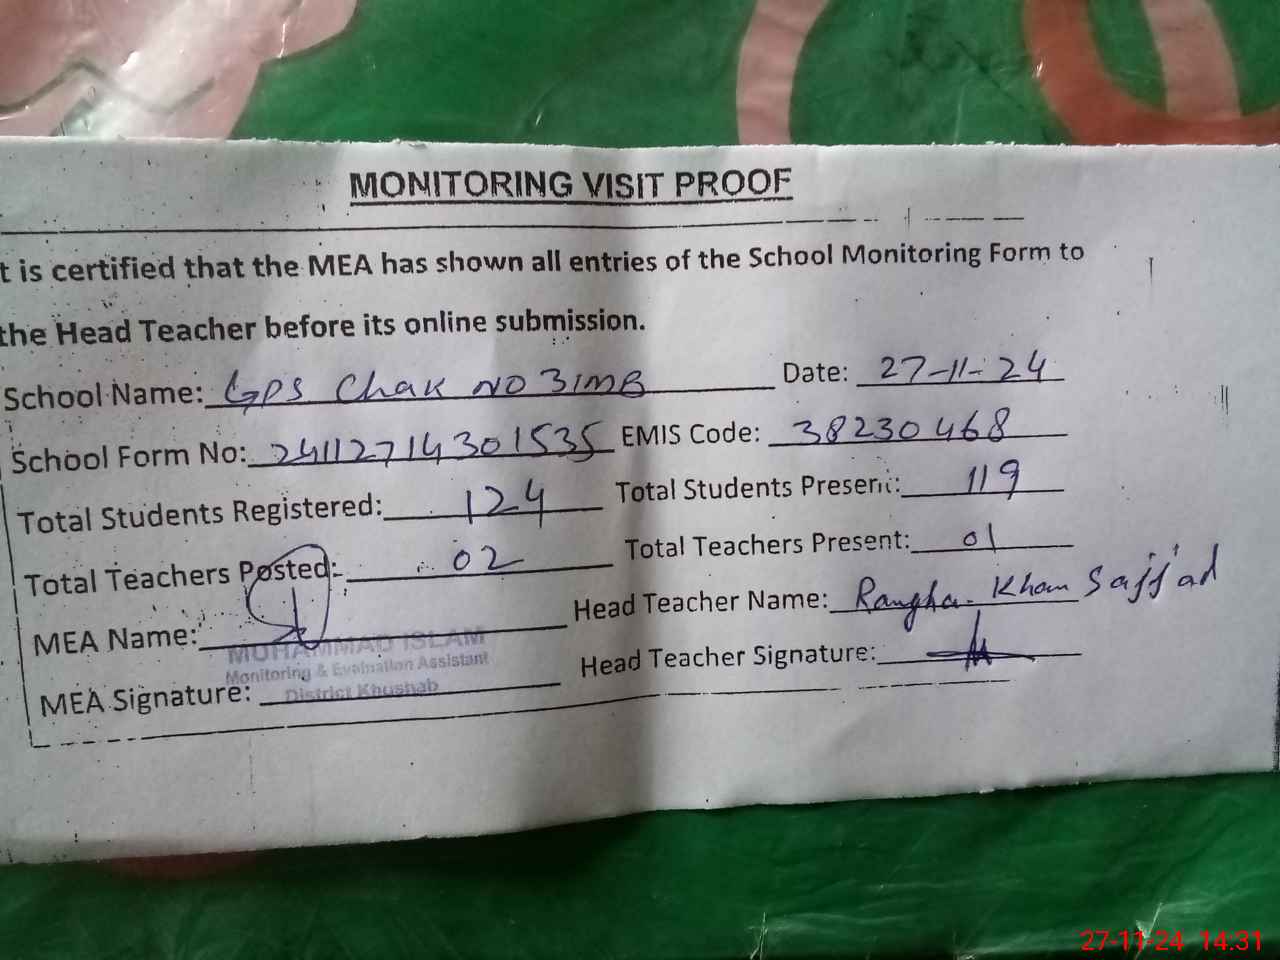 MONITORING VISIT PROOF
t is certified that the MEA has shown all entries of the School Monitoring Form to
the Head Teacher before its online submission.
School Name: GPS Chak NO 31MB Date: 27-11-24
School Form No: 24112714301535 EMIS Code: 38230468
Total Students Registered: 124 Total Students Present: 119
Total Teachers Posted: 02 Total Teachers Present: 01
MEA Name: Head Teacher Name: Khan Sajjad
MUHAMMAD ISLAM
Monitoring & Evaluation Assistant
District Khushab
MEA Signature: Head Teacher Signature:
27-11-24 14:31